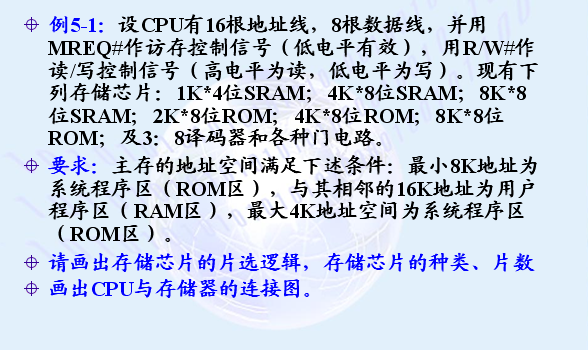 例5-1：设CPU有16根地址线，8根数据线，并用
MREQ#作访存控制信号（低电平有效），用R/W#作
读/写控制信号（高电平为读，低电平为写）。现有下
列存储芯片：1K*4位SRAM；4K*8位SRAM；8K*8
位SRAM；2K*8位ROM；4K*8位ROM；8K*8位
ROM；及3：8译码器和各种门电路。
要求：主存的地址空间满足下述条件：最小8K地址为
系统程序区（ROM区），与其相邻的16K地址为用户
程序区（RAM区），最大4K地址空间为系统程序区
（ROM区）。
请画出存储芯片的片选逻辑，存储芯片的种类、片数
画出CPU与存储器的连接图。